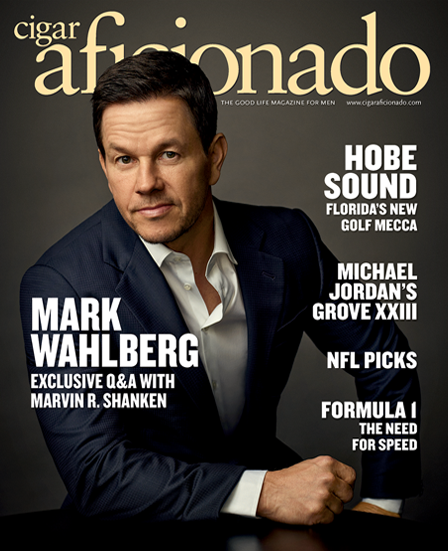 cigar
aficionado
THE GOOD LIFE MAGAZINE FOR MEN www.cigaraficionado.com
HOBE
SOUND
FLORIDA'S NEW
GOLF MECCA
MICHAEL
JORDAN'S
GROVE XXIII
NFL PICKS
FORMULA 1
THE NEED
FOR SPEED
MARK
WAHLBERG
EXCLUSIVE Q&A WITH
MARVIN R. SHANKEN